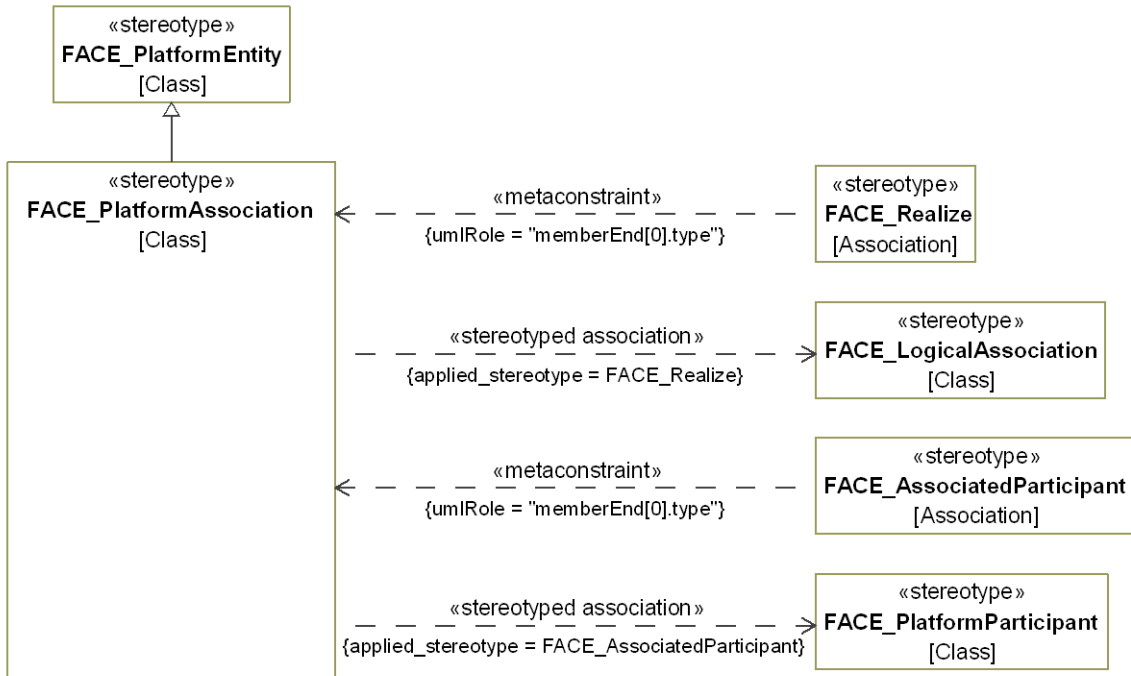 «stereotype»
FACE_PlatformEntity
[Class]
«stereotype»
FACE_PlatformAssociation
[Class]
«metaconstraint»
{umlRole = "memberEnd[0].type"}
«stereotype»
FACE_Realize
[Association]
«stereotyped association»
{applied_stereotype = FACE_Realize}
«stereotype»
FACE_LogicalAssociation
[Class]
«metaconstraint»
{umlRole = "memberEnd[0].type"}
«stereotype»
FACE_AssociatedParticipant
[Association]
«stereotyped association»
{applied_stereotype = FACE_AssociatedParticipant}
«stereotype»
FACE_PlatformParticipant
[Class]